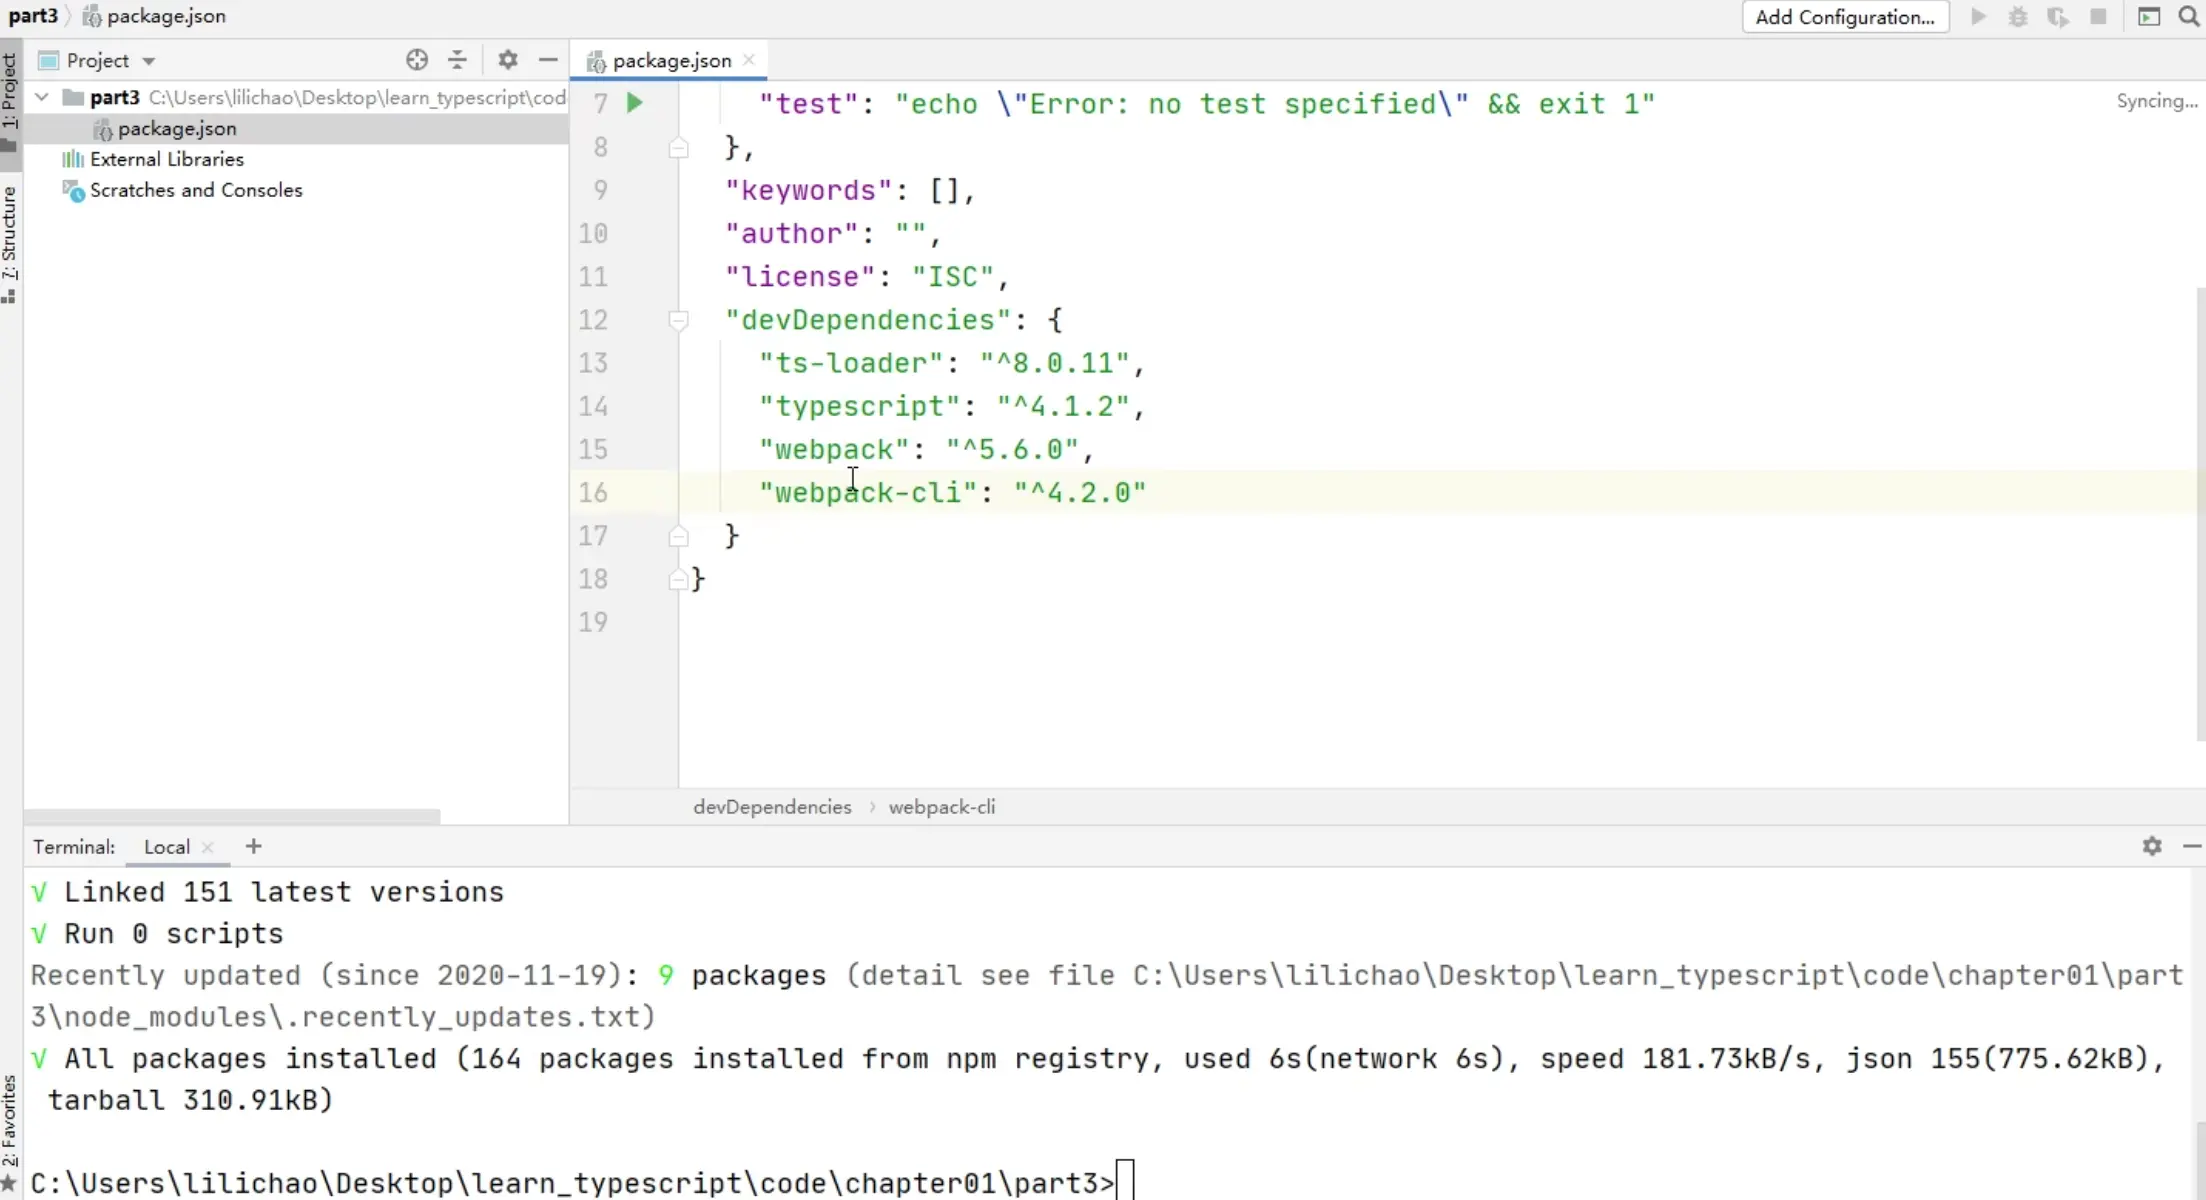 part3 package.json
Add Configuration...
1: Project
7: Structure
2: Favorites
Project
part3 C:\Users\lilichao\Desktop\learn_typescript\cod
package.json
External Libraries
Scratches and Consoles
package.json
Syncing...
7 "test": "echo \"Error: no test specified\" && exit 1"
8 },
9 "keywords": [],
10 "author": "",
11 "license": "ISC",
12 "devDependencies": {
13 "ts-loader": "^8.0.11",
14 "typescript": "^4.1.2",
15 "webpack": "^5.6.0",
16 "webpack-cli": "^4.2.0"
17 }
18 }
19
devDependencies › webpack-cli
Terminal: Local +
√ Linked 151 latest versions
√ Run 0 scripts
Recently updated (since 2020-11-19): 9 packages (detail see file C:\Users\lilichao\Desktop\learn_typescript\code\chapter01\part
3\node_modules\.recently_updates.txt)
√ All packages installed (164 packages installed from npm registry, used 6s(network 6s), speed 181.73kB/s, json 155(775.62kB),
tarball 310.91kB)
C:\Users\lilichao\Desktop\learn_typescript\code\chapter01\part3>